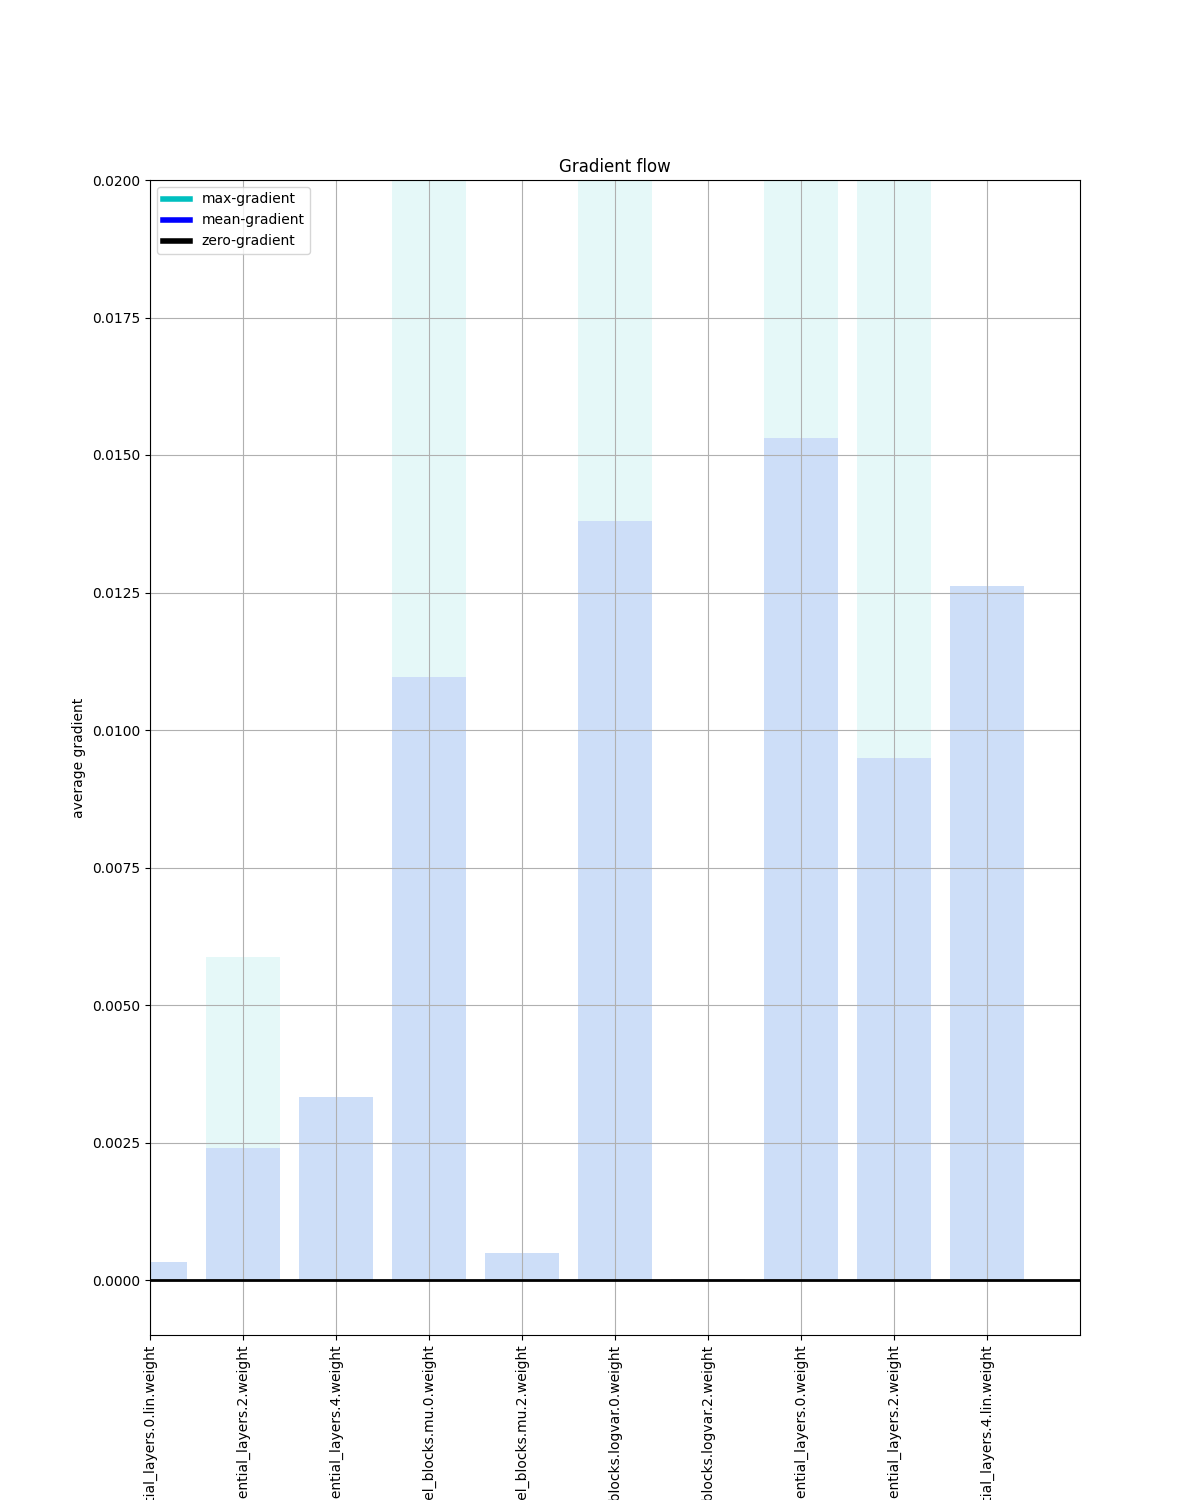 Gradient flow
max-gradient
mean-gradient
zero-gradient
0.0200
0.0175
0.0150
0.0125
0.0100
0.0075
0.0050
0.0025
0.0000
average gradient
tial_layers.0.lin.weight
ential_layers.2.weight
ential_layers.4.weight
el_blocks.mu.0.weight
el_blocks.mu.2.weight
blocks.logvar.0.weight
blocks.logvar.2.weight
ential_layers.0.weight
ential_layers.2.weight
tial_layers.4.lin.weight